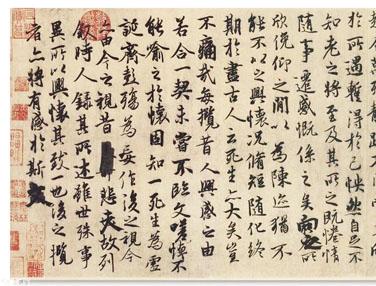 於所遇蹔得於己怏然自足不
知老之將至及其所之既惓情
隨事遷感慨係之矣向之所
欣俛仰之閒以為陳迹猶不
能不以之興懷況脩短隨化終
期於盡古人云死生亦大矣豈
不痛哉每攬昔人興感之由
若合一契未嘗不臨文嗟悼不
能喻之於懷固知一死生為虛
誕齊彭殤為妄作後之視今
亦由今之視昔悲夫故列
敘時人錄其所述雖世殊事
異所以興懷其致一也後之攬
者亦將有感於斯文